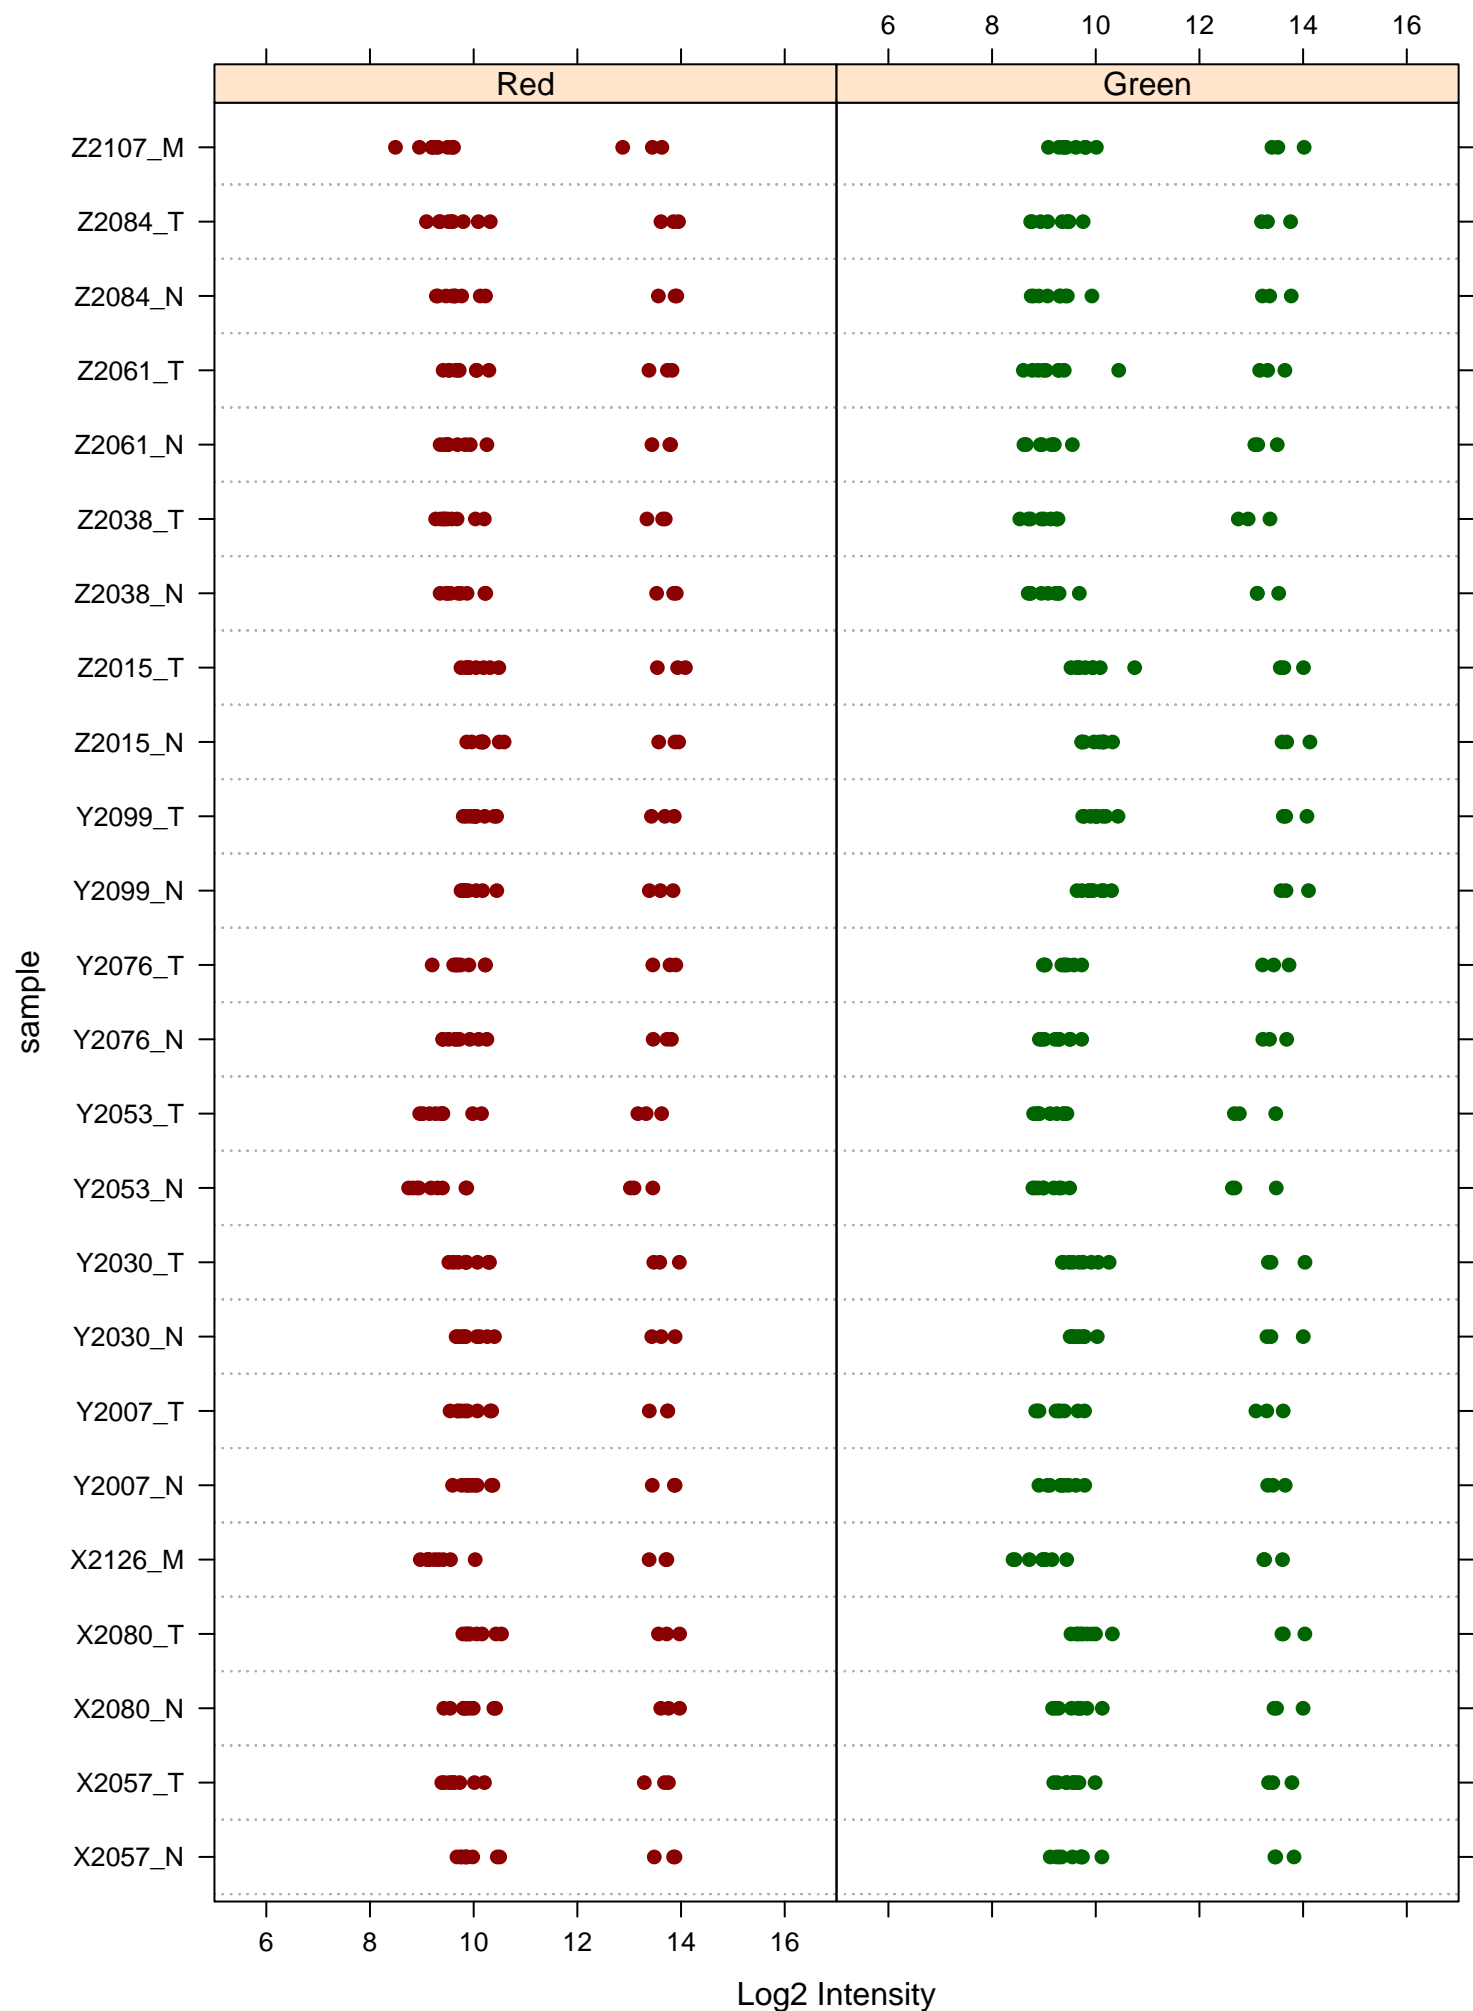 6 8 10 12 14 16
Red Green
Z2107_M
Z2084_T
Z2084_N
Z2061_T
Z2061_N
Z2038_T
Z2038_N
Z2015_T
Z2015_N
Y2099_T
Y2099_N
Y2076_T
Y2076_N
Y2053_T
Y2053_N
Y2030_T
Y2030_N
Y2007_T
Y2007_N
X2126_M
X2080_T
X2080_N
X2057_T
X2057_N
sample
6 8 10 12 14 16
Log2 Intensity